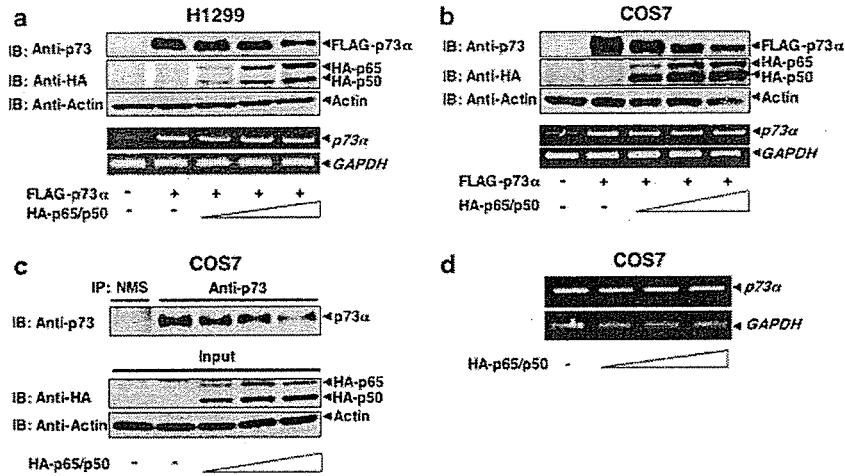 a
H1299
IB: Anti-p73
FLAG-p73α
IB: Anti-HA
HA-p65
HA-p50
IB: Anti-Actin
Actin
p73α
GAPDH
FLAG-p73α - + + + +
HA-p65/p50 - -
b
COS7
IB: Anti-p73
FLAG-p73α
IB: Anti-HA
HA-p65
HA-p50
IB: Anti-Actin
Actin
p73α
GAPDH
FLAG-p73α - + + + +
HA-p65/p50 - -
c
COS7
IP: NMS Anti-p73
IB: Anti-p73
p73α
Input
IB: Anti-HA
HA-p65
HA-p50
IB: Anti-Actin
Actin
HA-p65/p50 - -
d
COS7
p73α
GAPDH
HA-p65/p50 -